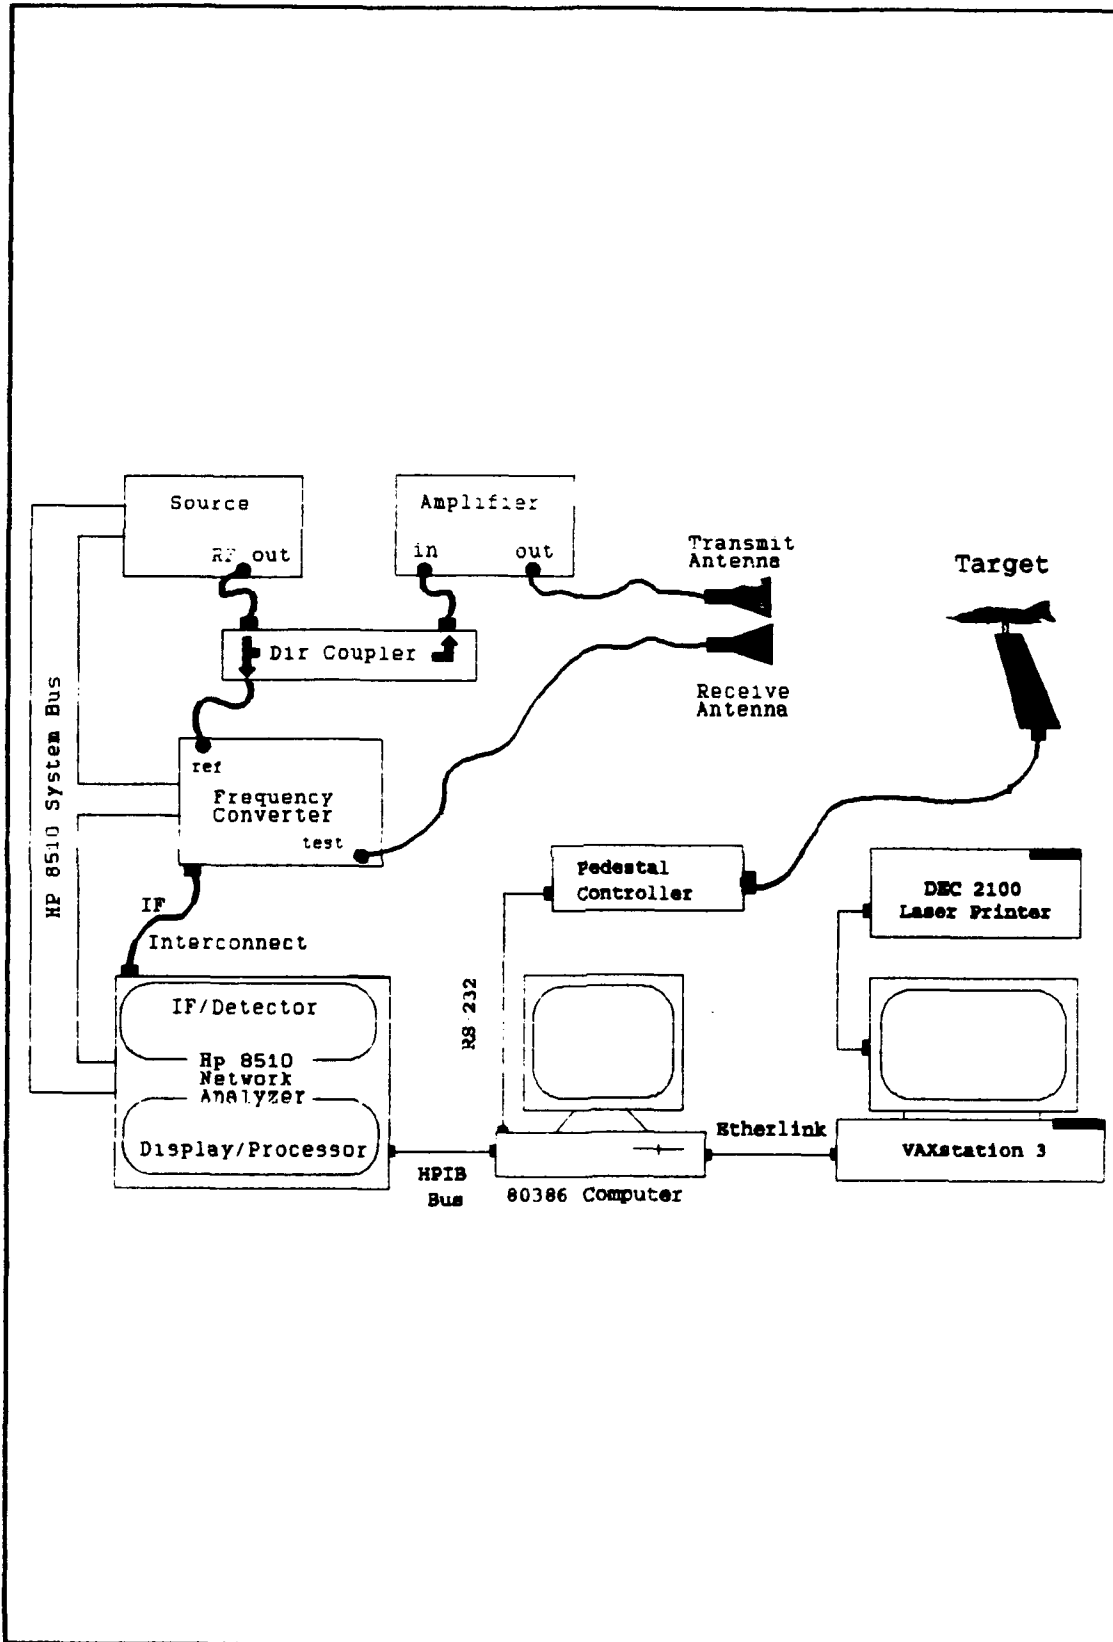 Source
RF out
Amplifier
in
out
Transmit
Antenna
Target
Dir Coupler
Receive
Antenna
HP 8510 System Bus
ref
Frequency
Converter
test
Pedestal
Controller
DEC 2100
Laser Printer
IF
Interconnect
RS-232
IF/Detector
Hp 8510
Network
Analyzer
Display/Processor
HPIB
Bus
80386 Computer
Etherlink
VAXstation 3